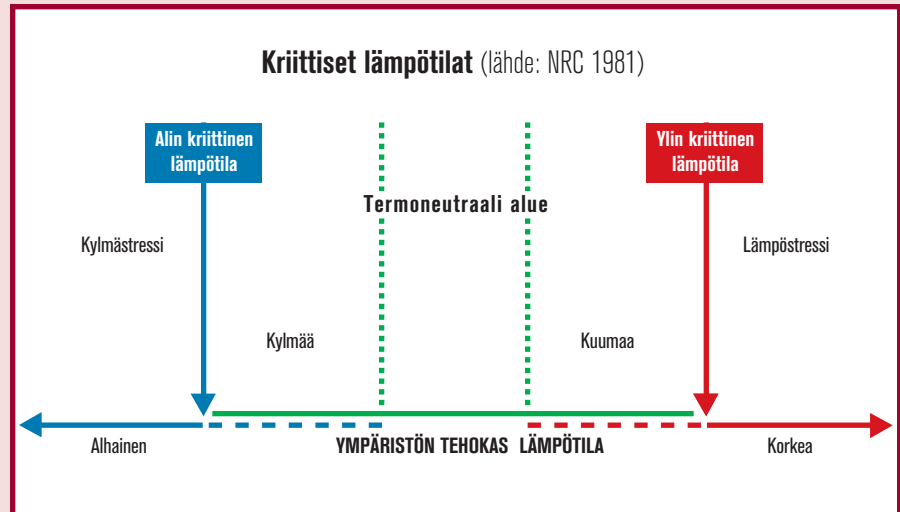 Kriittiset lämpötilat (lähde: NRC 1981)
Alin kriittinen
lämpötila
Ylin kriittinen
lämpötila
Termoneutraali alue
Kylmästressi
Lämpöstressi
Kylmää
Kuumaa
Alhainen
YMPÄRISTÖN TEHOKAS LÄMPÖTILA
Korkea